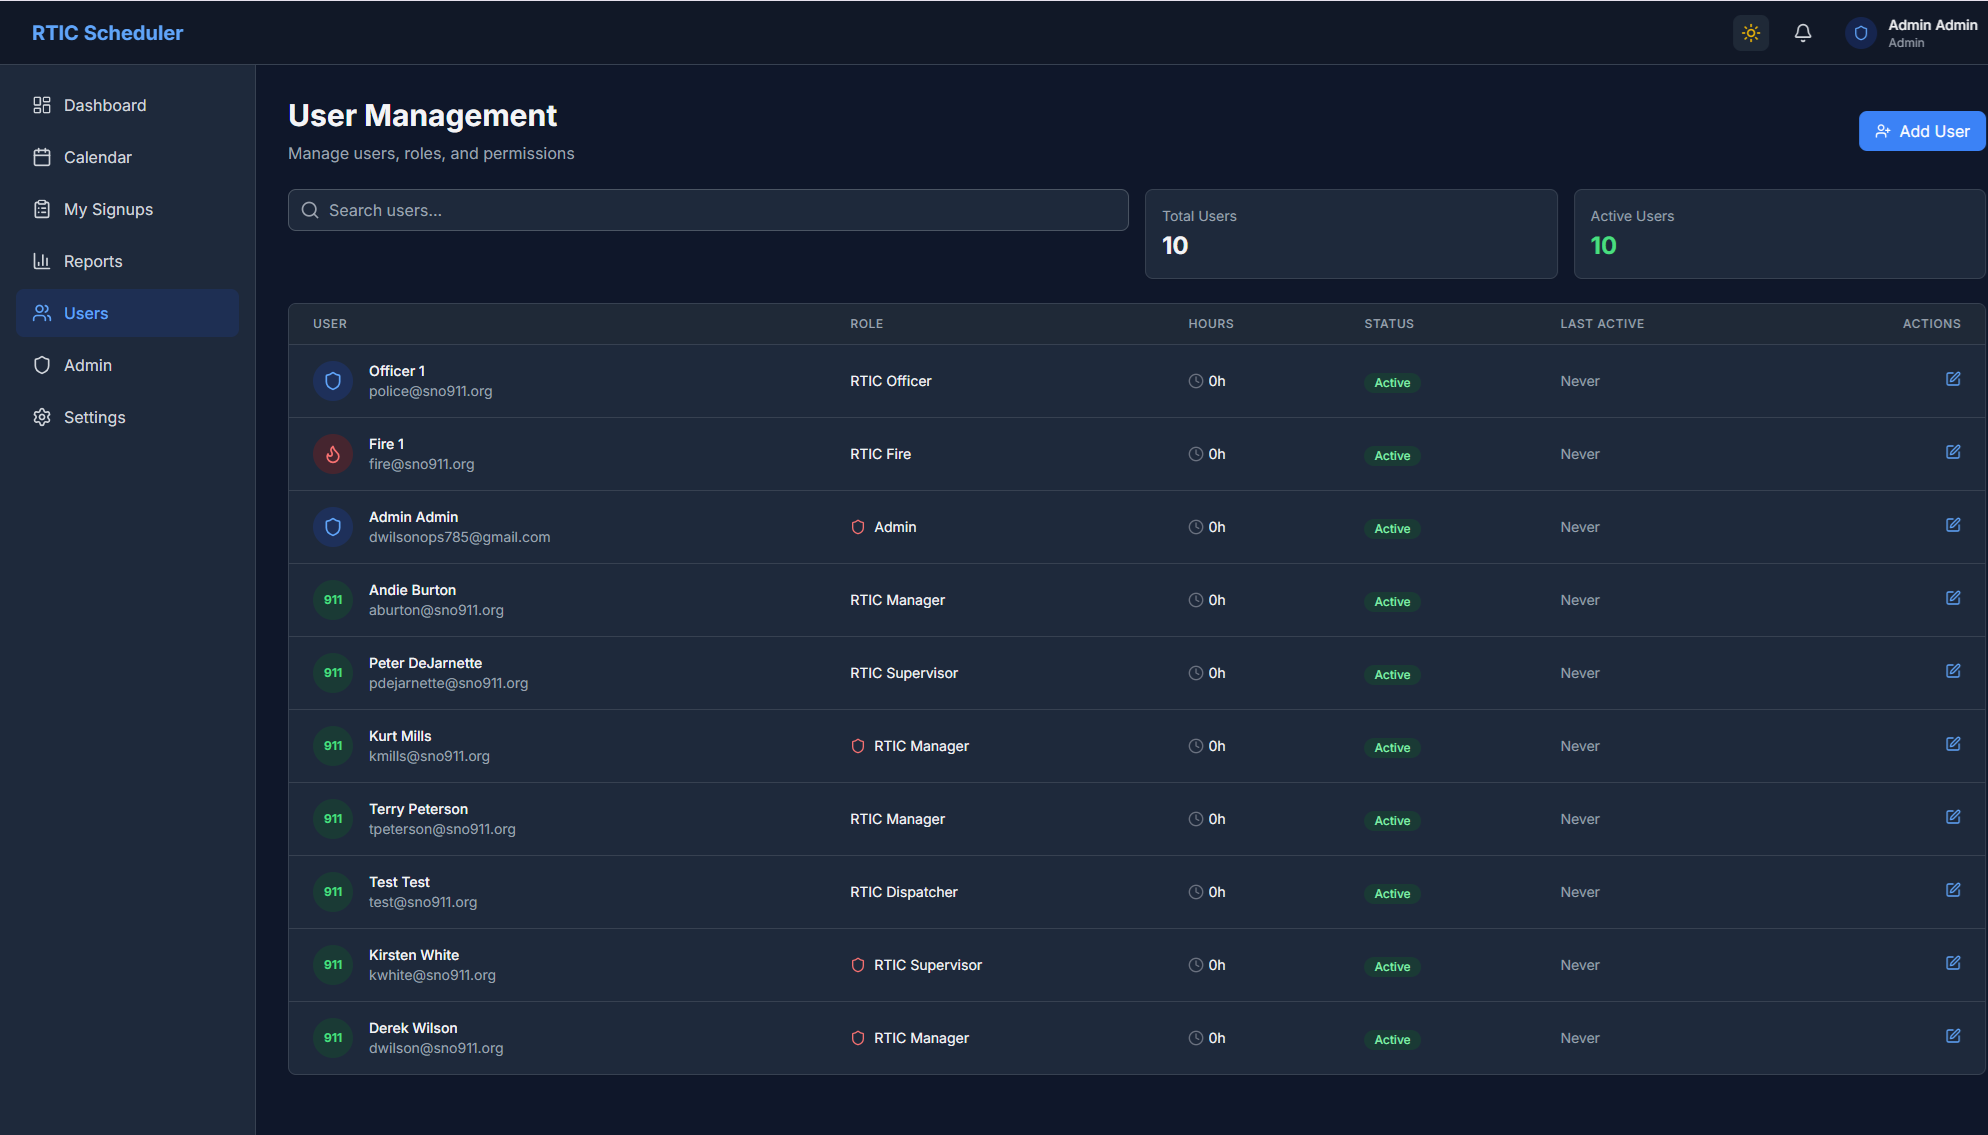 RTIC Scheduler
Admin Admin
Admin
Dashboard
Calendar
My Signups
Reports
Users
Admin
Settings
User Management
Manage users, roles, and permissions
Add User
Search users...
Total Users
10
Active Users
10
USER ROLE HOURS STATUS LAST ACTIVE ACTIONS
Officer 1
police@sno911.org
RTIC Officer 0h Active Never
Fire 1
fire@sno911.org
RTIC Fire 0h Active Never
Admin Admin
dwilsonops785@gmail.com
Admin 0h Active Never
911 Andie Burton
aburton@sno911.org
RTIC Manager 0h Active Never
911 Peter DeJarnette
pdejarnette@sno911.org
RTIC Supervisor 0h Active Never
911 Kurt Mills
kmills@sno911.org
RTIC Manager 0h Active Never
911 Terry Peterson
tpeterson@sno911.org
RTIC Manager 0h Active Never
911 Test Test
test@sno911.org
RTIC Dispatcher 0h Active Never
911 Kirsten White
kwhite@sno911.org
RTIC Supervisor 0h Active Never
911 Derek Wilson
dwilson@sno911.org
RTIC Manager 0h Active Never